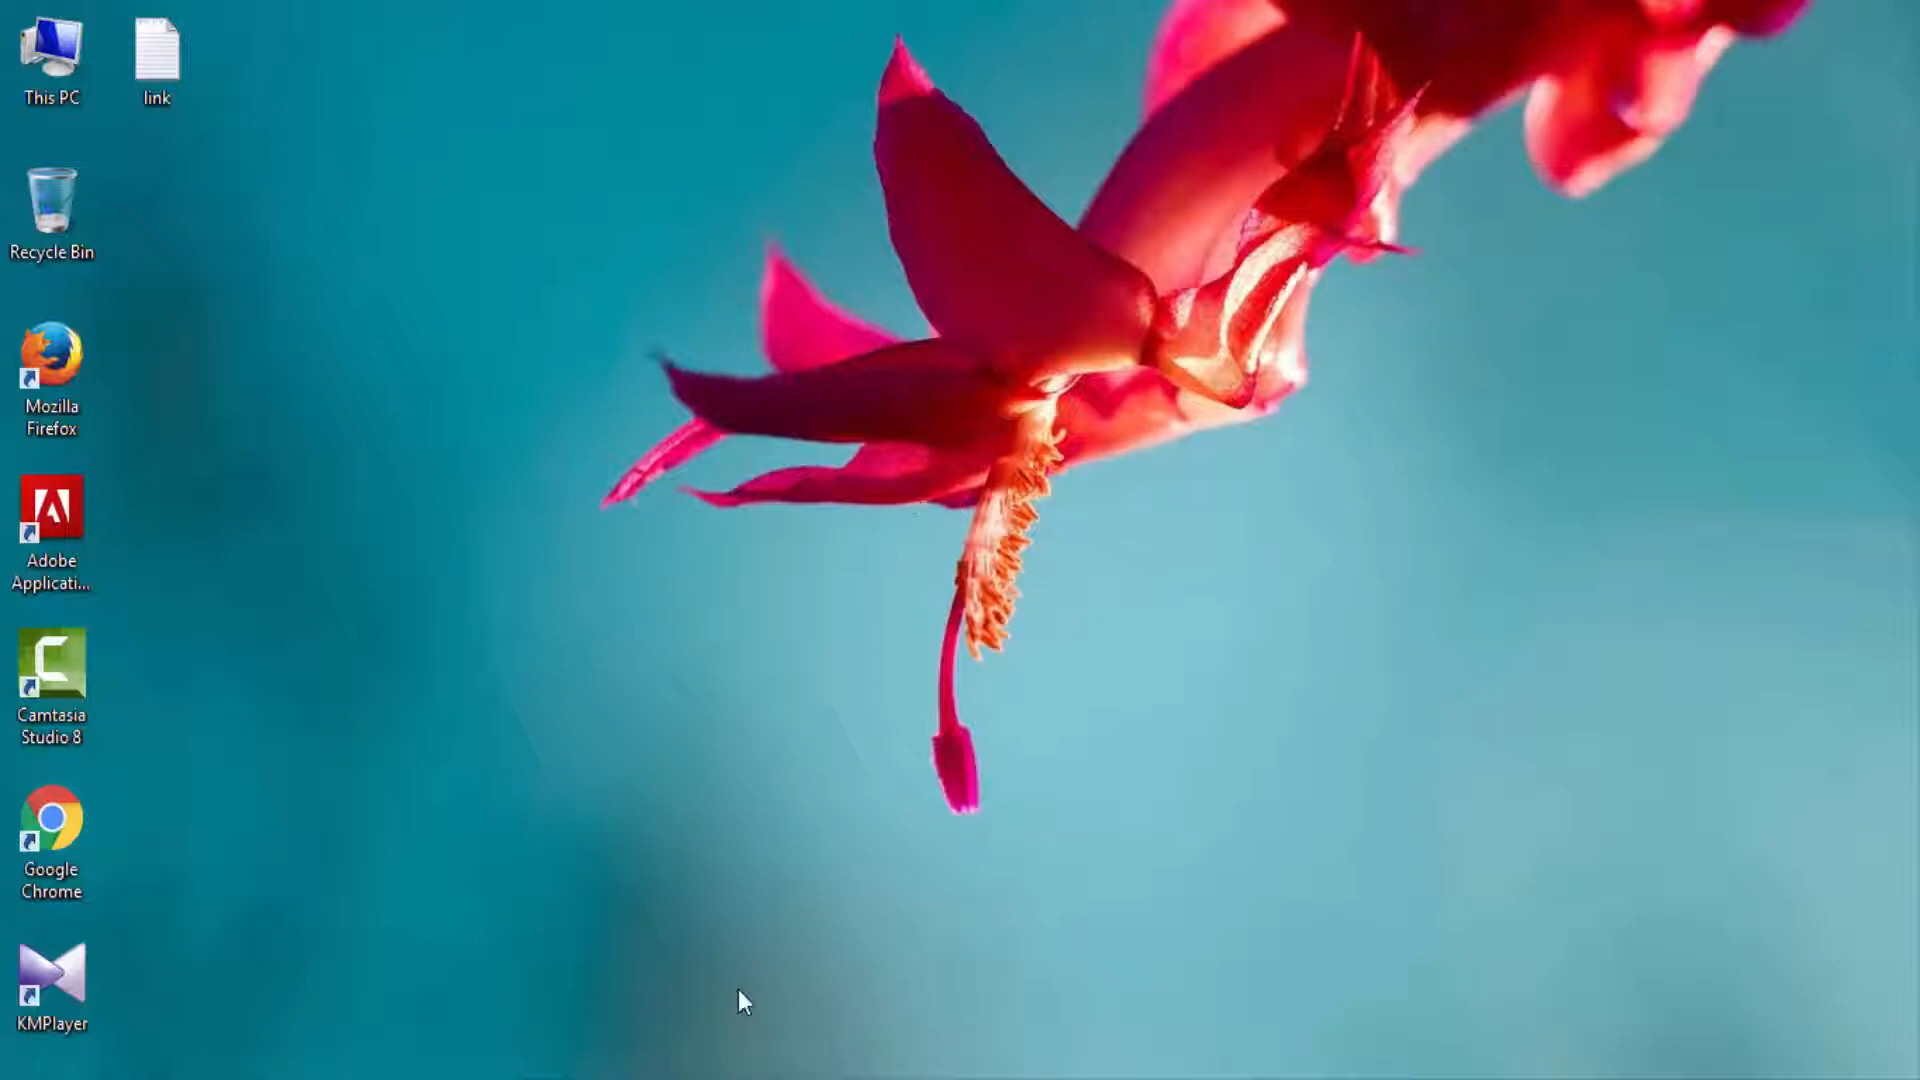 This PC
link
Recycle Bin
Mozilla
Firefox
Adobe
Applicati...
Camtasia
Studio 8
Google
Chrome
KMPlayer